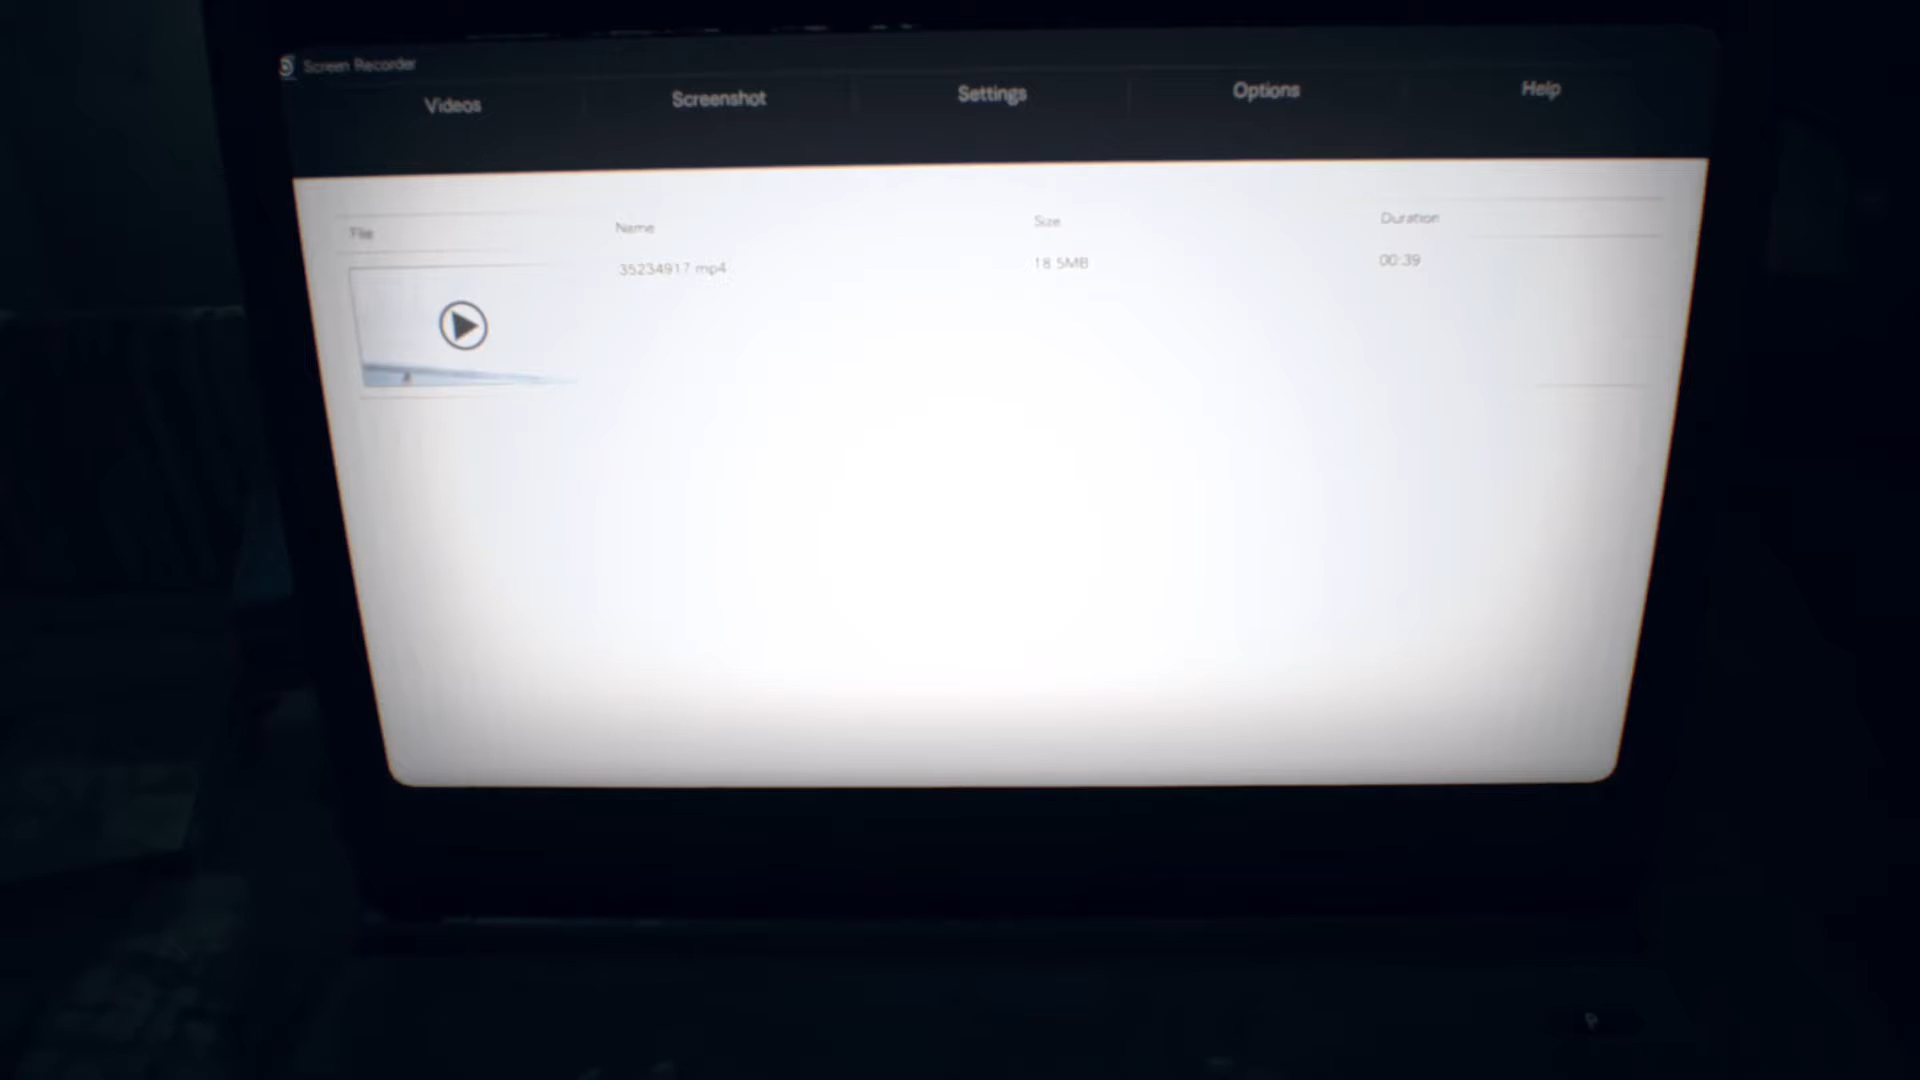 Screen Recorder
Videos Screenshot Settings Options Help
File Name Size Duration
35234917 mp4 18.5MB 00:39